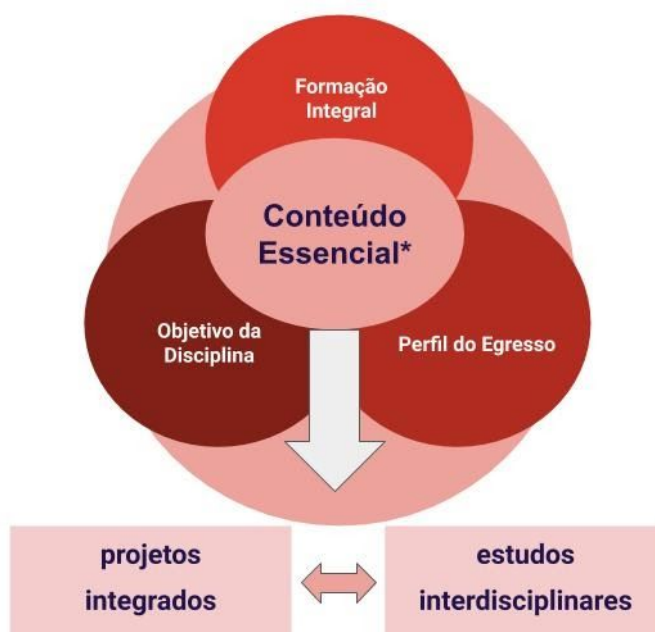 Formação
Integral
Conteúdo
Essencial*
Objetivo da
Disciplina
Perfil do Egresso
projetos
integrados
estudos
interdisciplinares